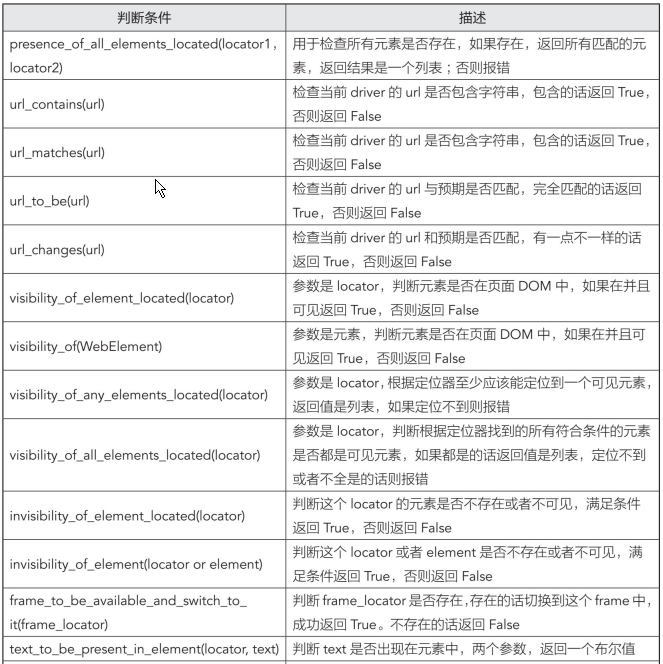 判断条件
描述
presence_of_all_elements_located(locator1,
locator2)
用于检查所有元素是否存在，如果存在，返回所有匹配的元
素，返回结果是一个列表；否则报错
url_contains(url)
检查当前 driver 的 url 是否包含字符串，包含的话返回 True，
否则返回 False
url_matches(url)
检查当前 driver 的 url 是否包含字符串，包含的话返回 True，
否则返回 False
url_to_be(url)
检查当前 driver 的 url 与预期是否匹配，完全匹配的话返回
True，否则返回 False
url_changes(url)
检查当前 driver 的 url 和预期是否匹配，有一点不一样的话
返回 True，否则返回 False
visibility_of_element_located(locator)
参数是 locator，判断元素是否在页面 DOM 中，如果在并且
可见返回 True，否则返回 False
visibility_of(WebElement)
参数是元素，判断元素是否在页面 DOM 中，如果在并且可
见返回 True，否则返回 False
visibility_of_any_elements_located(locator)
参数是 locator，根据定位器至少应该能定位到一个可见元素，
返回值是列表，如果定位不到则报错
visibility_of_all_elements_located(locator)
参数是 locator，判断根据定位器找到的所有符合条件的元素
是否都是可见元素，如果都是的话返回值是列表，定位不到
或者不全是的话则报错
invisibility_of_element_located(locator)
判断这个 locator 的元素是否不存在或者不可见，满足条件
返回 True，否则返回 False
invisibility_of_element(locator or element)
判断这个 locator 或者 element 是否不存在或者不可见，满
足条件返回 True，否则返回 False
frame_to_be_available_and_switch_to_
it(frame_locator)
判断 frame_locator 是否存在，存在的话切换到这个 frame 中，
成功返回 True。不存在的话返回 False
text_to_be_present_in_element(locator, text)
判断 text 是否出现在元素中，两个参数，返回一个布尔值